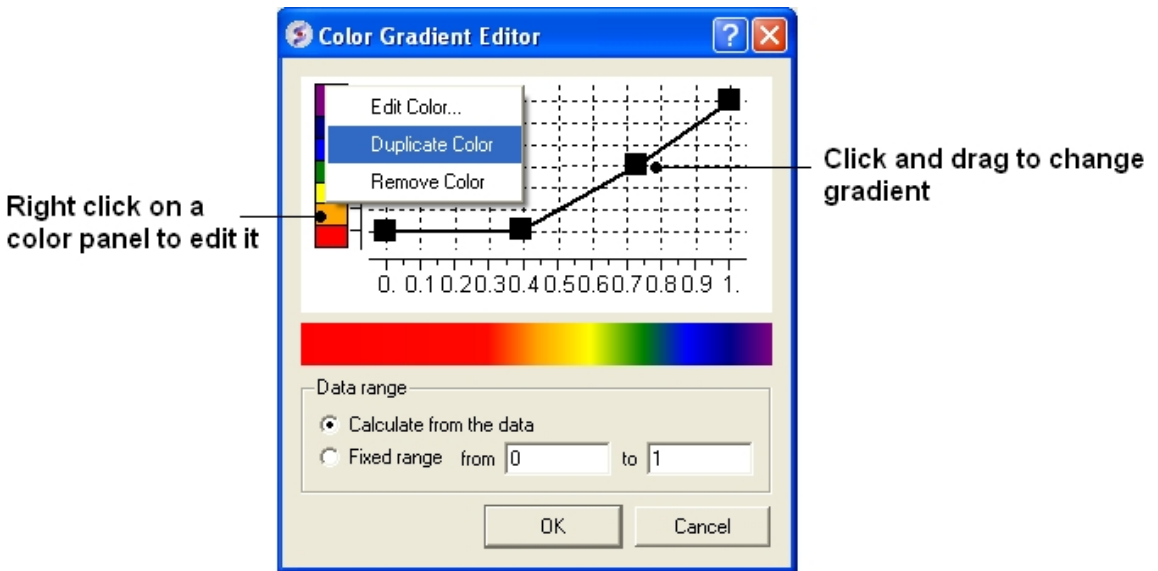 Color Gradient Editor
?
Edit Color...
Duplicate Color
Remove Color
Click and drag to change
gradient
Right click on a
color panel to edit it
0. 0.1 0.2 0.3 0.4 0.5 0.6 0.7 0.8 0.9 1.
Data range
Calculate from the data
Fixed range from 0 to 1
OK Cancel